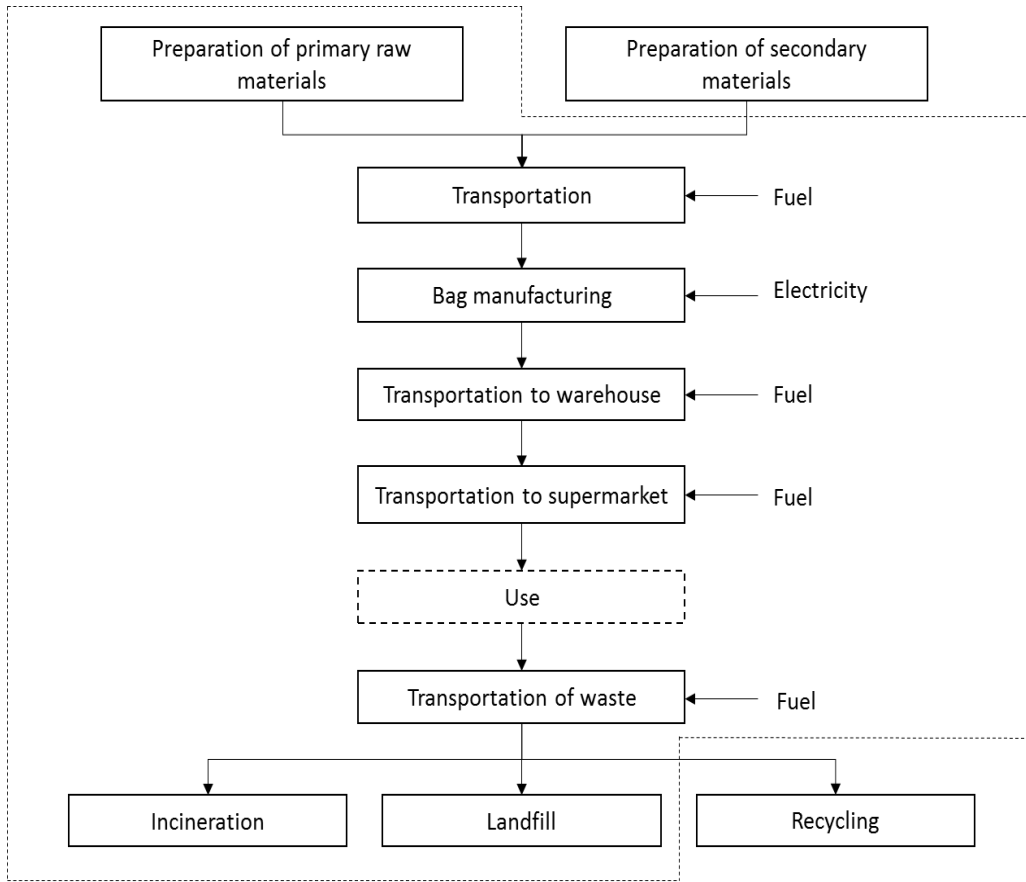 Preparation of primary raw
materials
Preparation of secondary
materials
Transportation
Fuel
Bag manufacturing
Electricity
Transportation to warehouse
Fuel
Transportation to supermarket
Fuel
Use
Transportation of waste
Fuel
Incineration
Landfill
Recycling